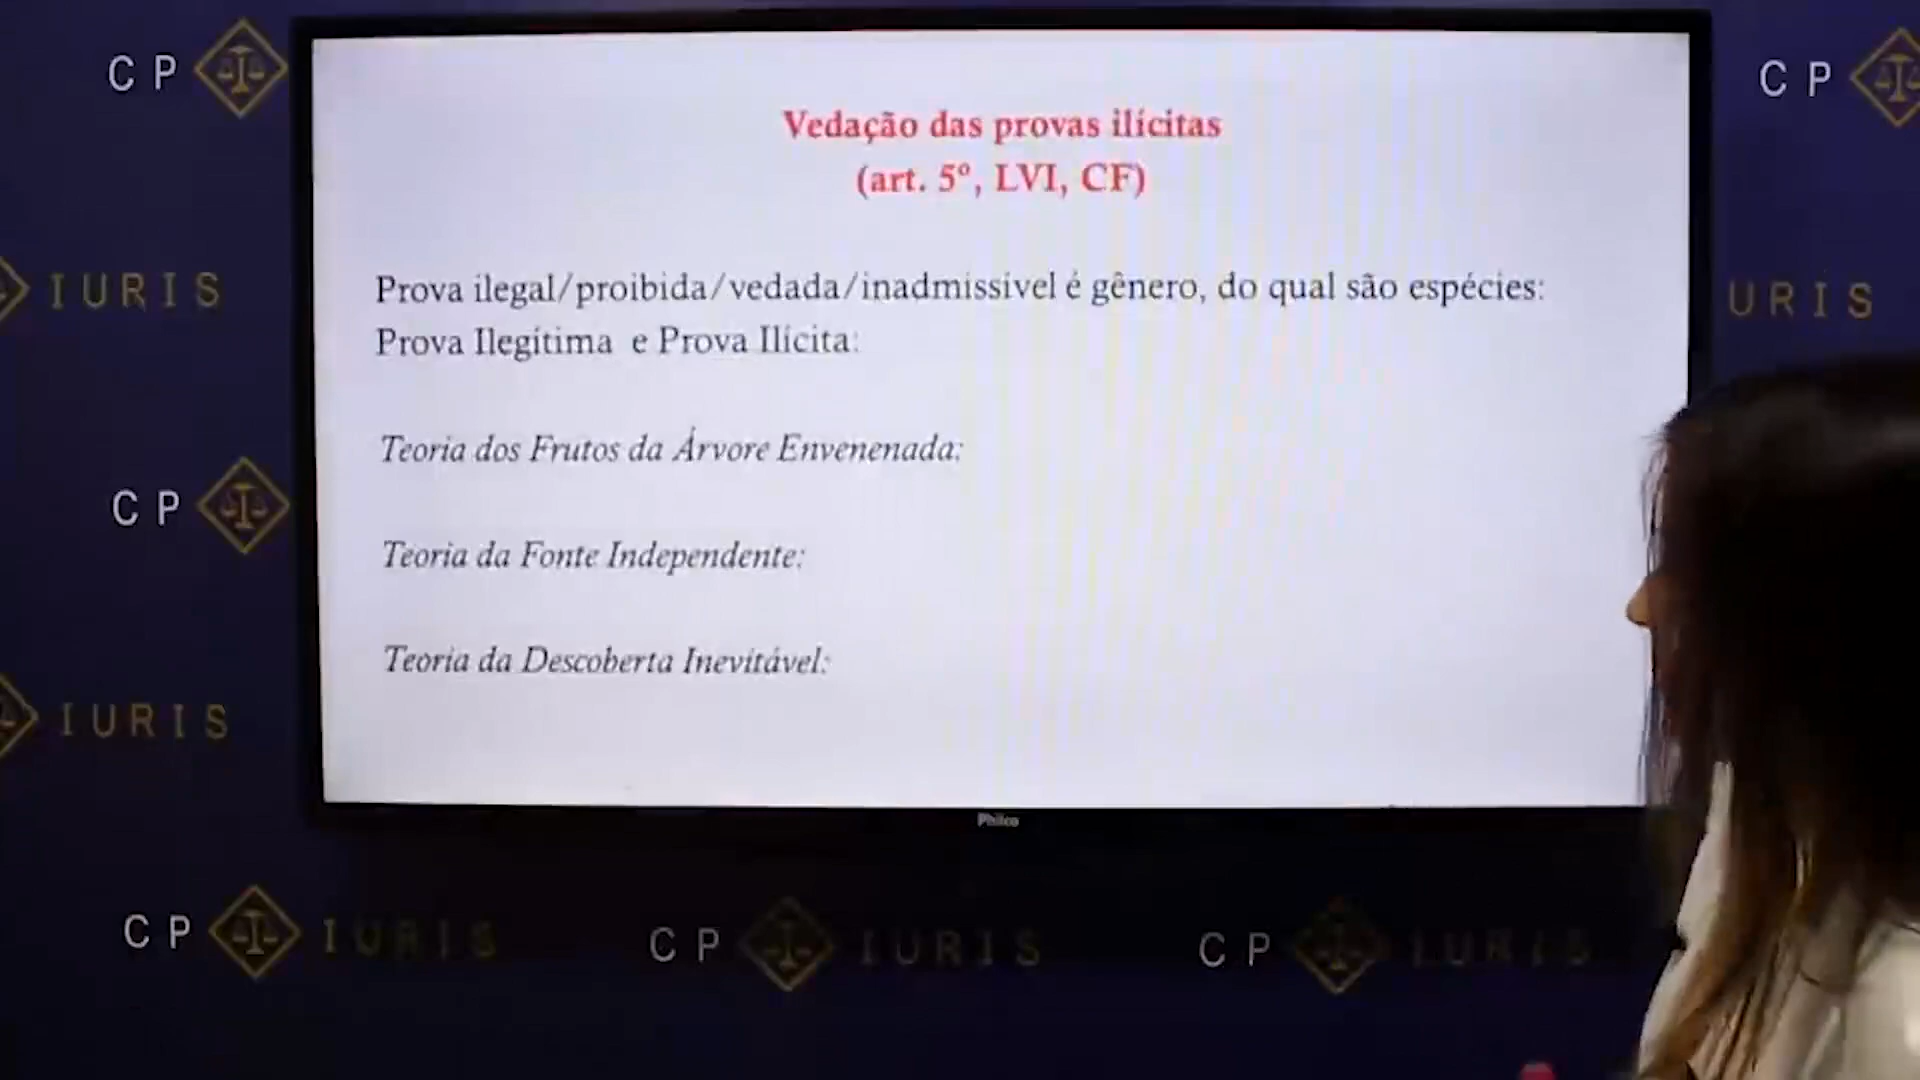 Vedação das provas ilícitas
(art. 5º, LVI, CF)
Prova ilegal/proibida/vedada/inadmissível é gênero, do qual são espécies:
Prova Ilegítima e Prova Ilícita:
Teoria dos Frutos da Árvore Envenenada:
Teoria da Fonte Independente:
Teoria da Descoberta Inevitável:
Philco
CP
CP
IURIS
URIS
CP
IURIS
CP IURIS
CP IURIS
CP IURIS